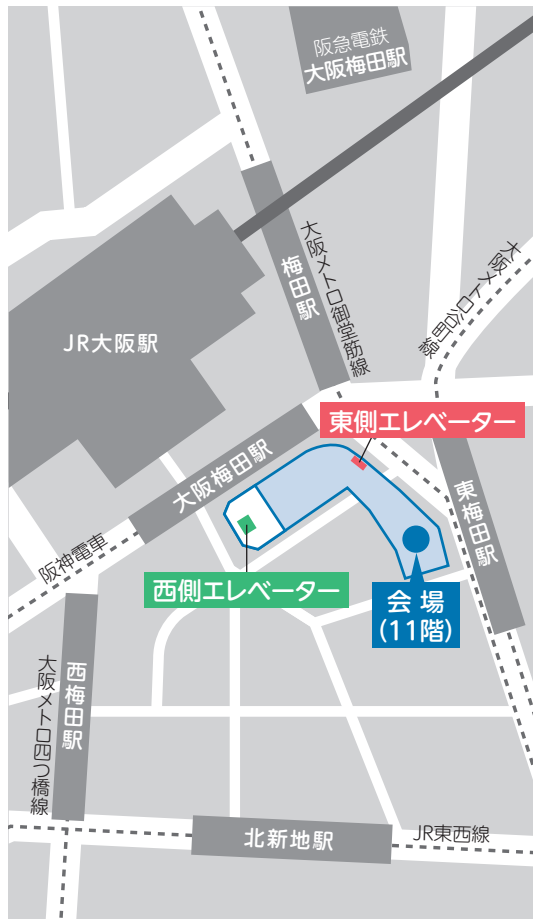 阪急電鉄
大阪梅田駅
大阪メトロ御堂筋線
大阪メトロ谷町線
梅田駅
JR大阪駅
東側エレベーター
大阪梅田駅
東梅田駅
阪神電車
西側エレベーター
会場
(11階)
西梅田駅
大阪メトロ四つ橋線
北新地駅
JR東西線